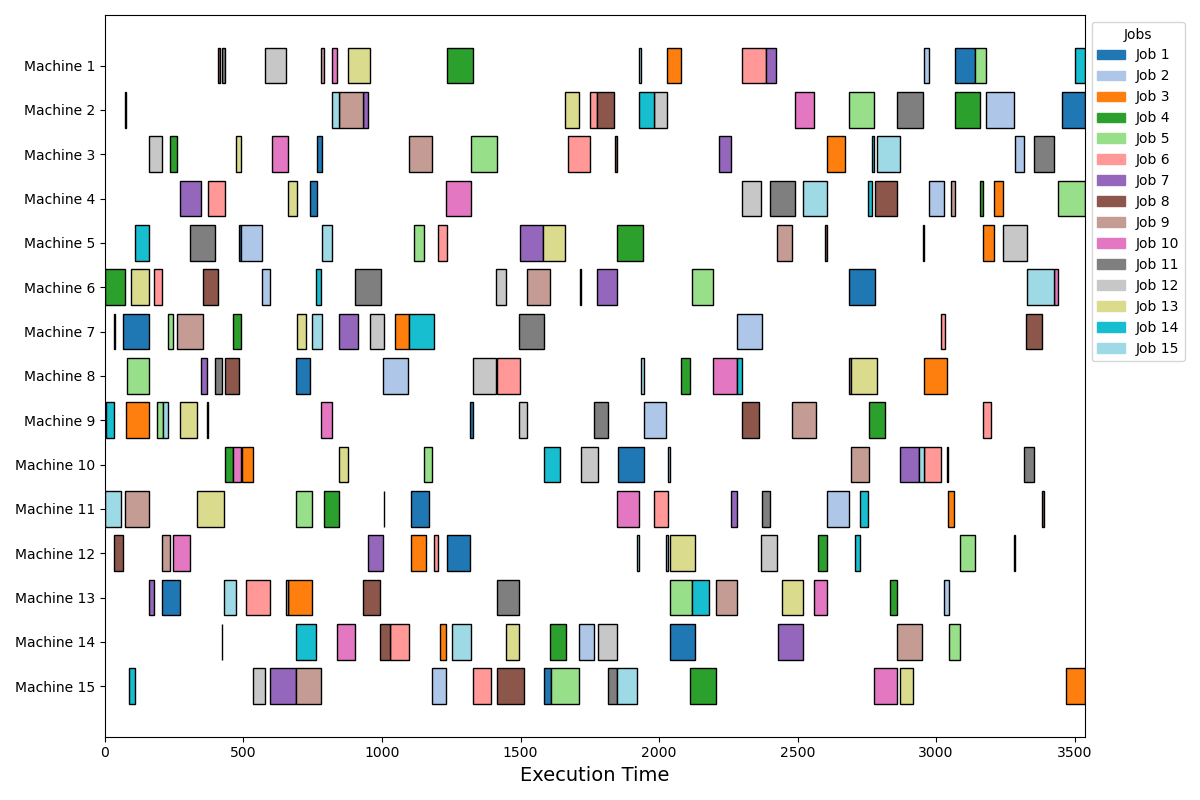 Machine 1
Machine 2
Machine 3
Machine 4
Machine 5
Machine 6
Machine 7
Machine 8
Machine 9
Machine 10
Machine 11
Machine 12
Machine 13
Machine 14
Machine 15
0 500 1000 1500 2000 2500 3000 3500
Execution Time
Jobs
Job 1
Job 2
Job 3
Job 4
Job 5
Job 6
Job 7
Job 8
Job 9
Job 10
Job 11
Job 12
Job 13
Job 14
Job 15